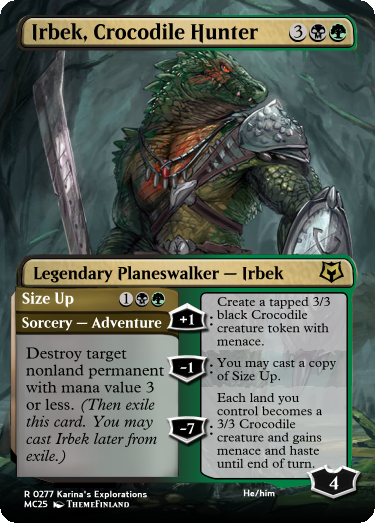 Irbek, Crocodile Hunter 3
Legendary Planeswalker — Irbek
Size Up 1
Sorcery — Adventure
Destroy target
nonland permanent
with mana value 3
or less. (Then exile
this card. You may
cast Irbek later from
exile.)
+1: Create a tapped 3/3
black Crocodile
creature token with
menace.
-1: You may cast a copy
of Size Up.
-7: Each land you
control becomes a
3/3 Crocodile
creature and gains
menace and haste
until end of turn.
4
R 0277 Karina's Explorations
MC25 ThemeFinland
He/him